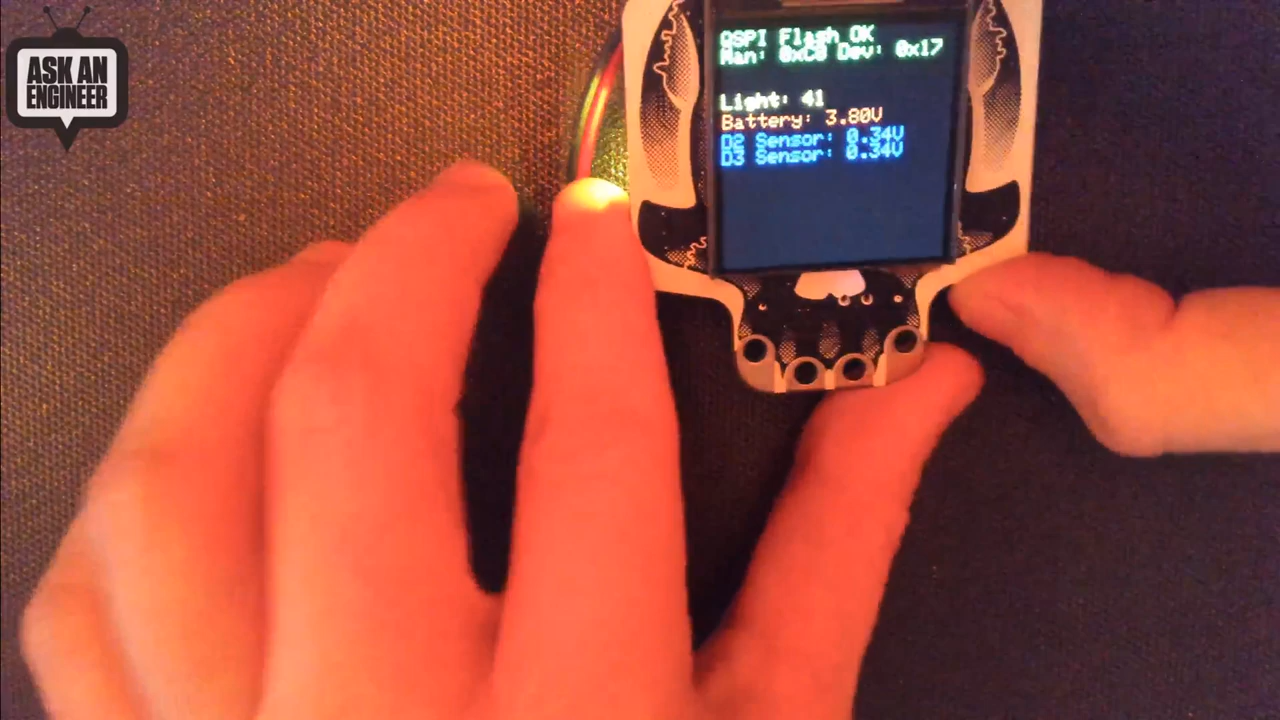 ASK AN
ENGINEER
QSPI Flash OK
Man: 0xC0 Dev: 0x17
Light: 41
Battery: 3.80V
D2 Sensor: 0.34V
D3 Sensor: 0.34V